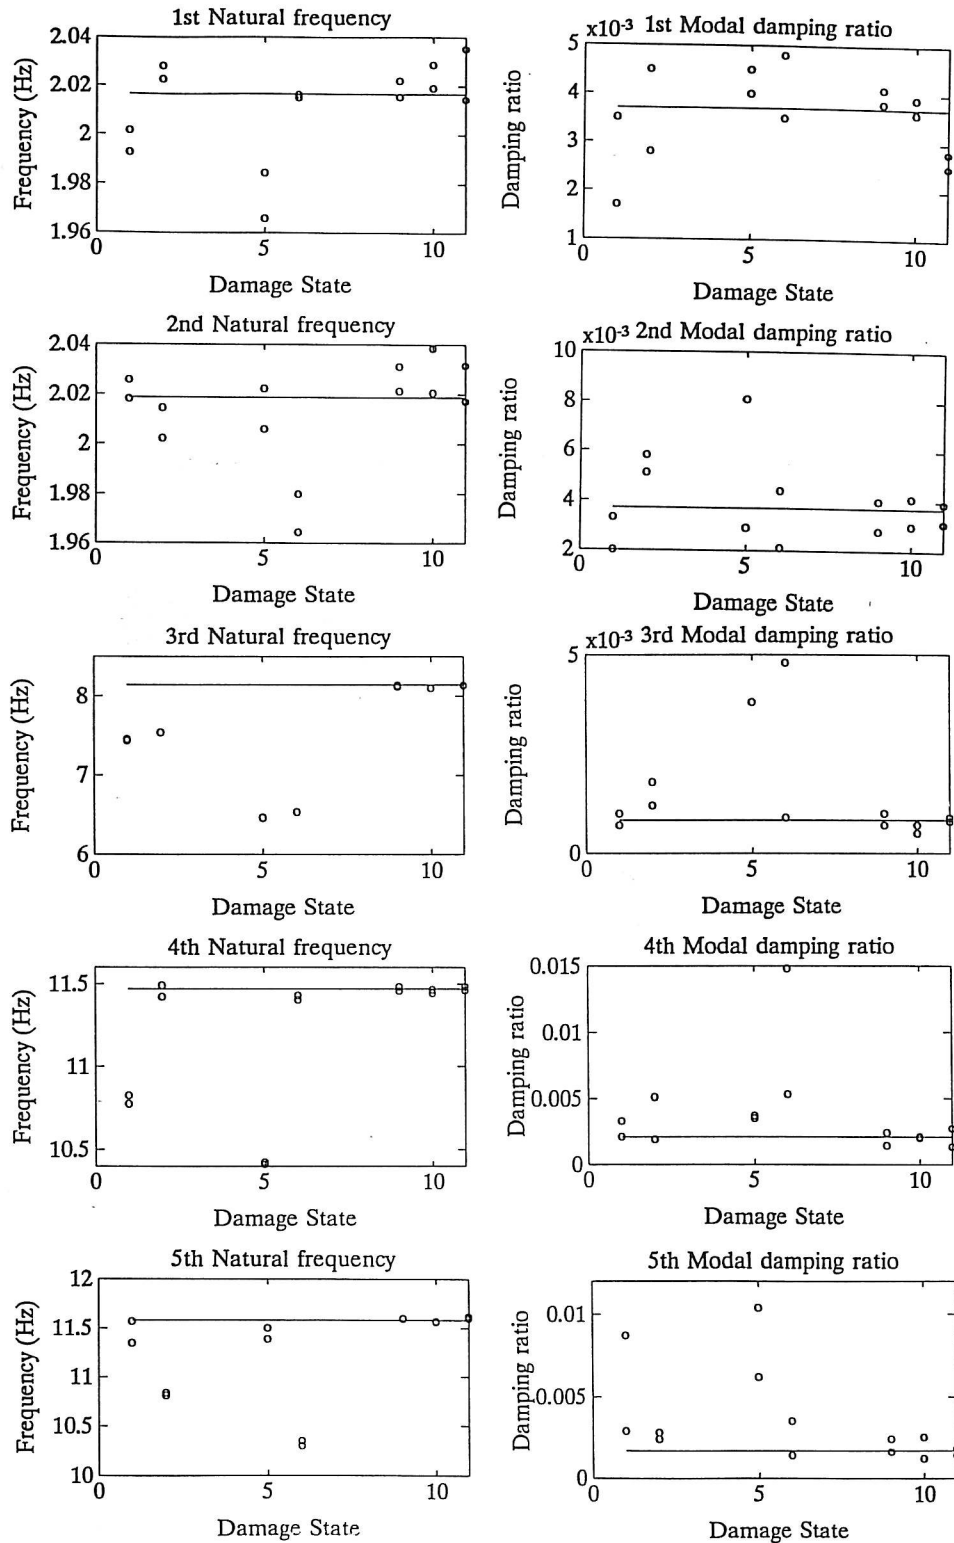 1st Natural frequency
2.04
2.02
2
1.98
1.96
0
5
10
Frequency (Hz)
Damage State
x10-3 1st Modal damping ratio
5
4
3
2
1
0
5
10
Damping ratio
Damage State
2nd Natural frequency
2.04
2.02
2
1.98
1.96
0
5
10
Frequency (Hz)
Damage State
x10-3 2nd Modal damping ratio
10
8
6
4
2
0
5
10
Damping ratio
Damage State
3rd Natural frequency
8
7
6
0
5
10
Frequency (Hz)
Damage State
x10-3 3rd Modal damping ratio
5
0
0
5
10
Damping ratio
Damage State
4th Natural frequency
11.5
11
10.5
0
5
10
Frequency (Hz)
Damage State
4th Modal damping ratio
0.015
0.01
0.005
0
0
5
10
Damping ratio
Damage State
5th Natural frequency
12
11.5
11
10.5
10
0
5
10
Frequency (Hz)
Damage State
5th Modal damping ratio
0.01
0.005
0
0
5
10
Damping ratio
Damage State